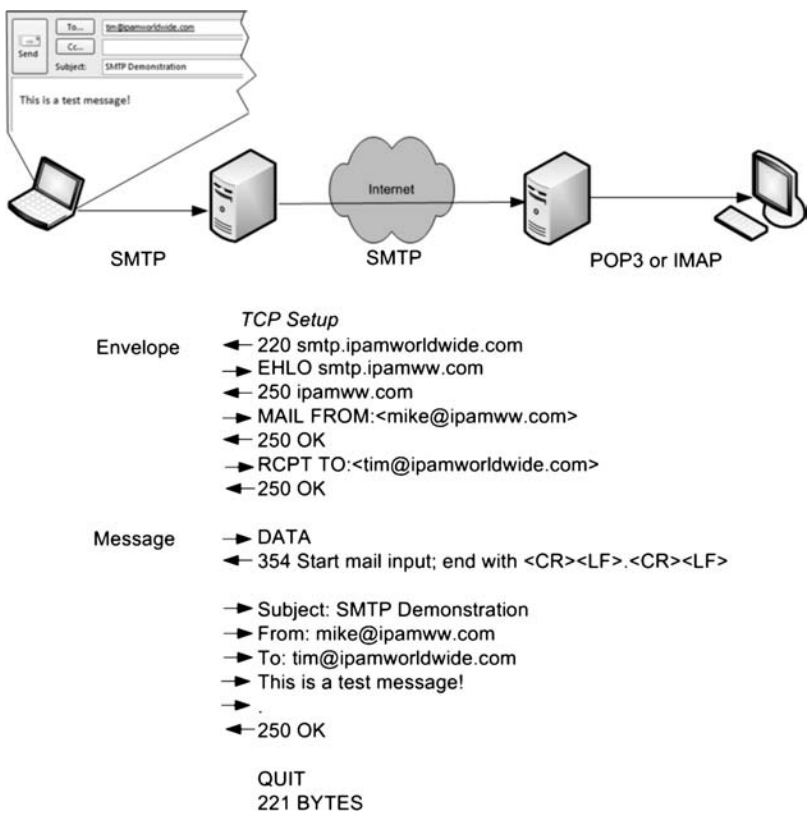 To...
tim@ipamworldwide.com
Send
Cc...
Subject:
SMTP Demonstration
This is a test message!
Internet
SMTP
SMTP
POP3 or IMAP
TCP Setup
Envelope
220 smtp.ipamworldwide.com
EHLO smtp.ipamww.com
250 ipamww.com
MAIL FROM:<mike@ipamww.com>
250 OK
RCPT TO:<tim@ipamworldwide.com>
250 OK
Message
DATA
354 Start mail input; end with <CR><LF>.<CR><LF>
Subject: SMTP Demonstration
From: mike@ipamww.com
To: tim@ipamworldwide.com
This is a test message!
.
250 OK
QUIT
221 BYTES